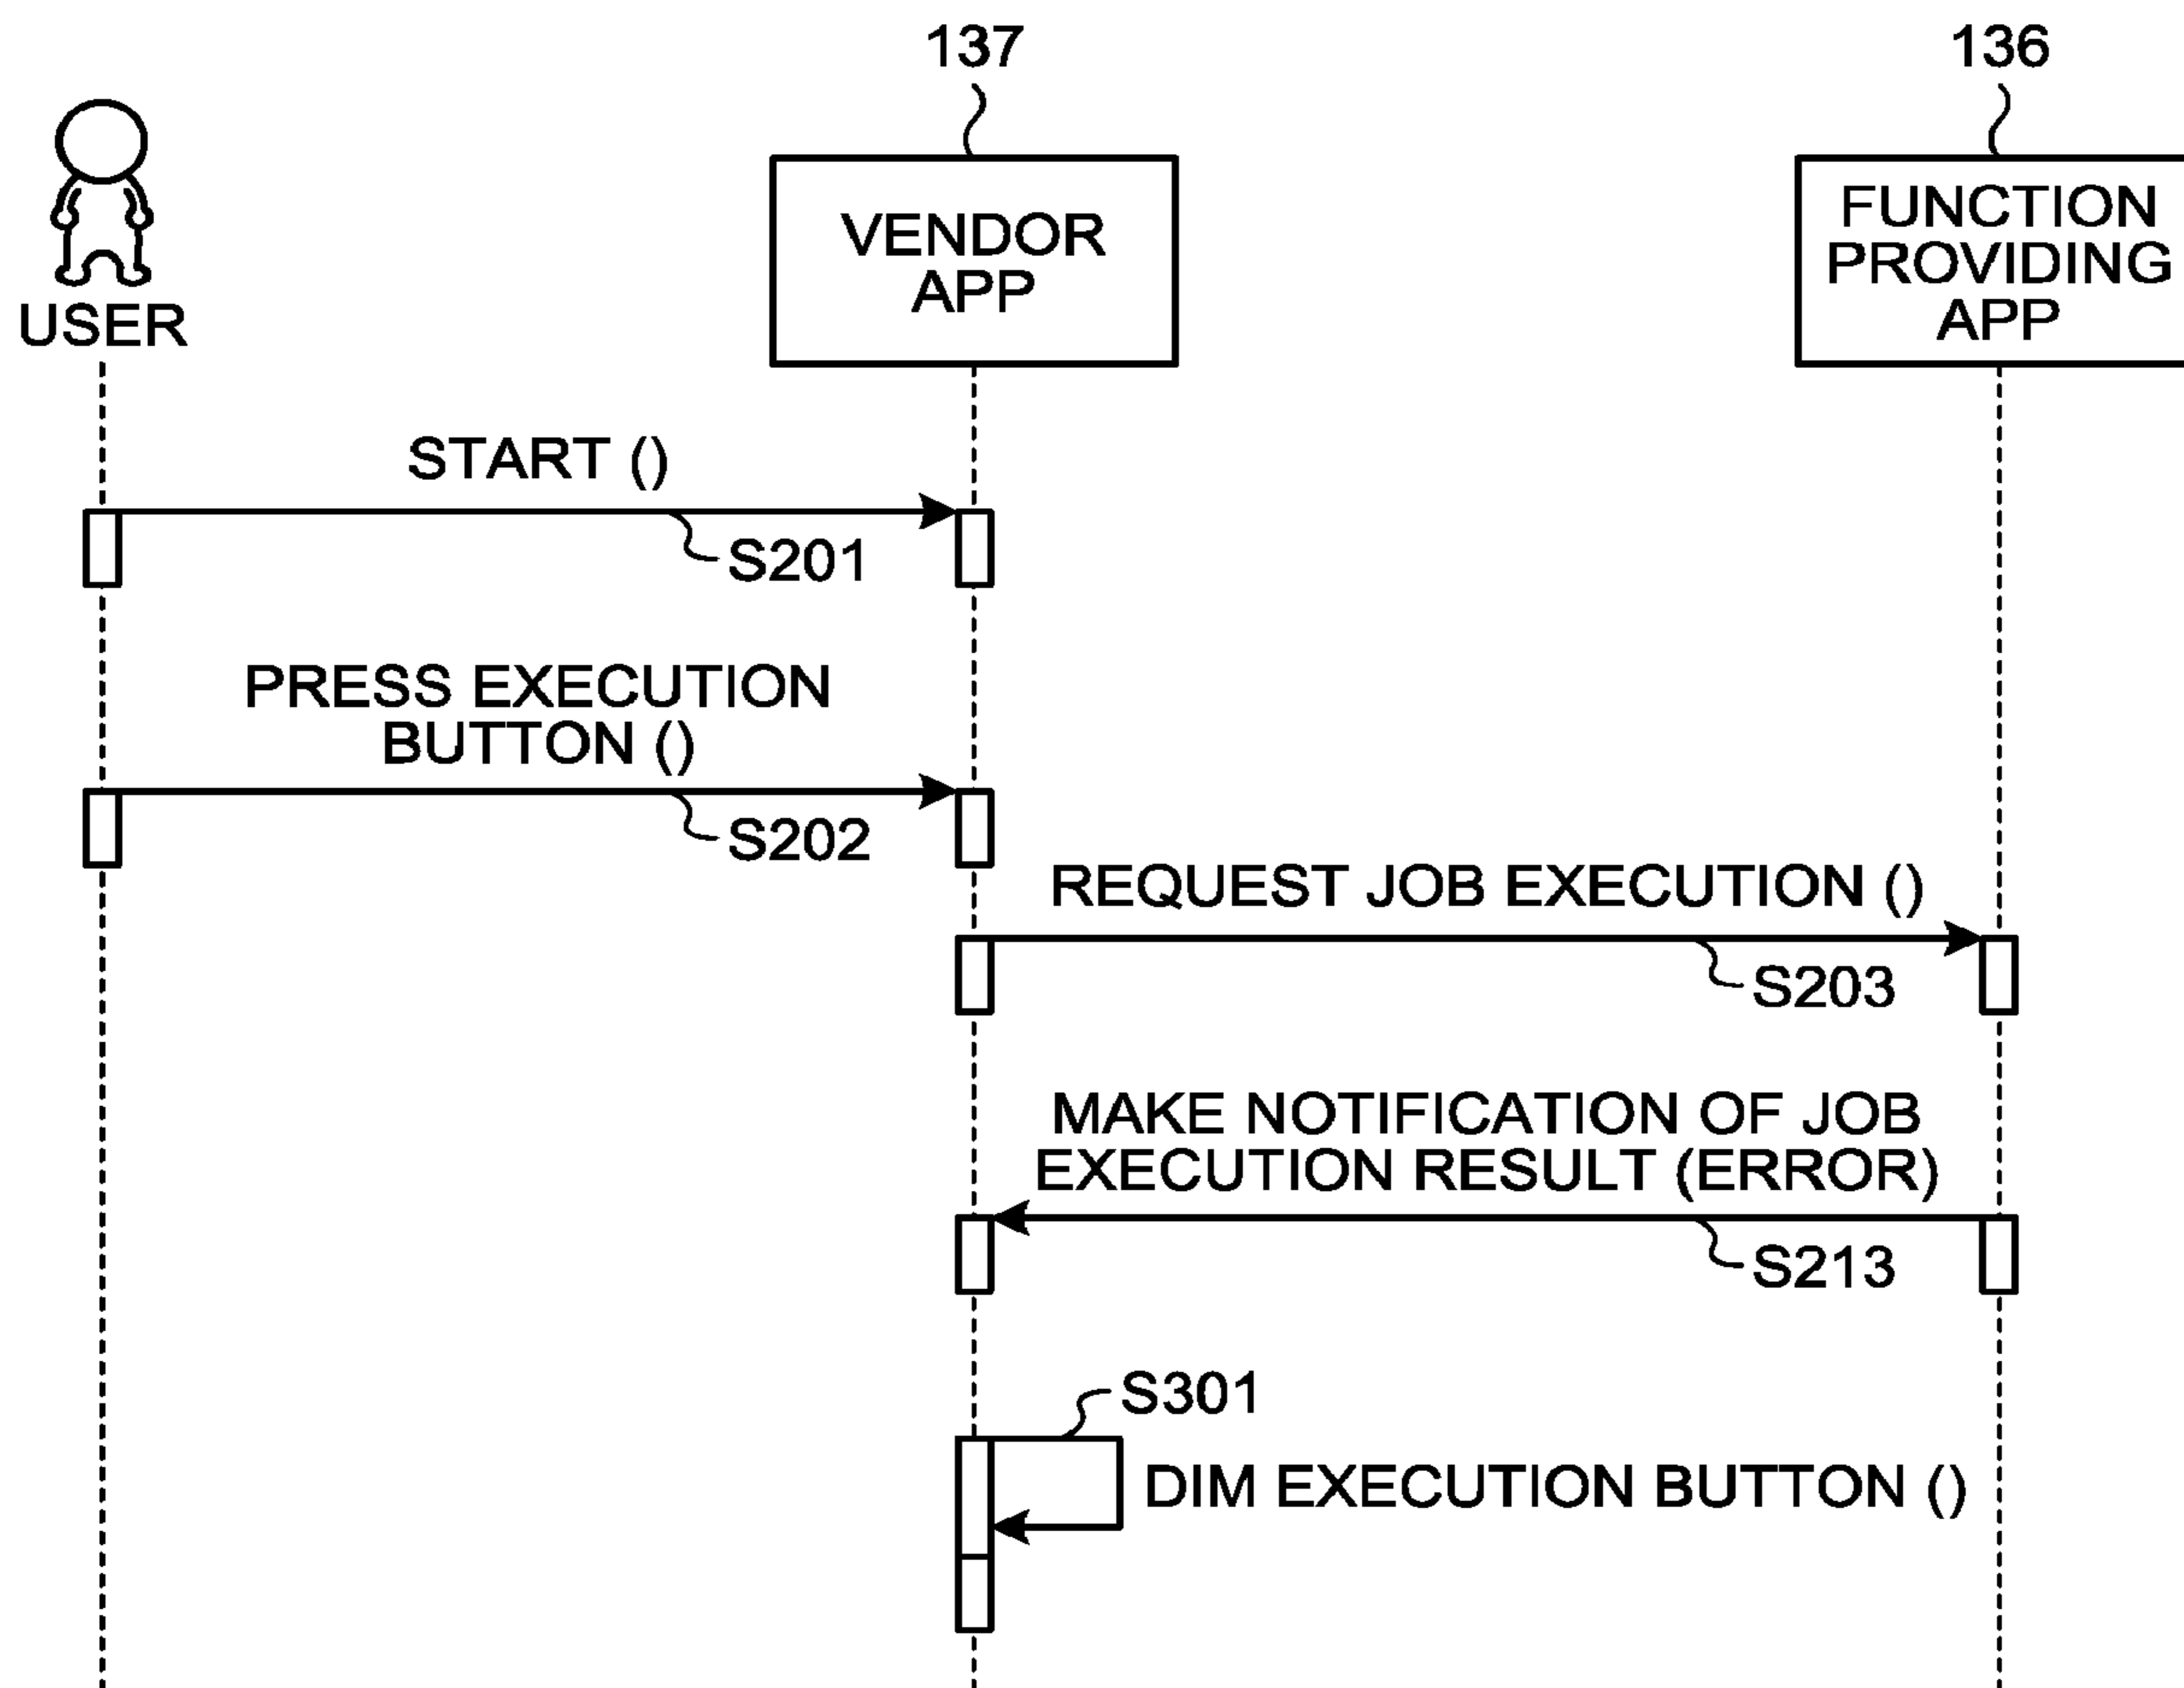 137
136
USER
VENDOR
APP
FUNCTION
PROVIDING
APP
START ()
S201
PRESS EXECUTION
BUTTON ()
S202
REQUEST JOB EXECUTION ()
S203
MAKE NOTIFICATION OF JOB
EXECUTION RESULT (ERROR)
S213
S301
DIM EXECUTION BUTTON ()